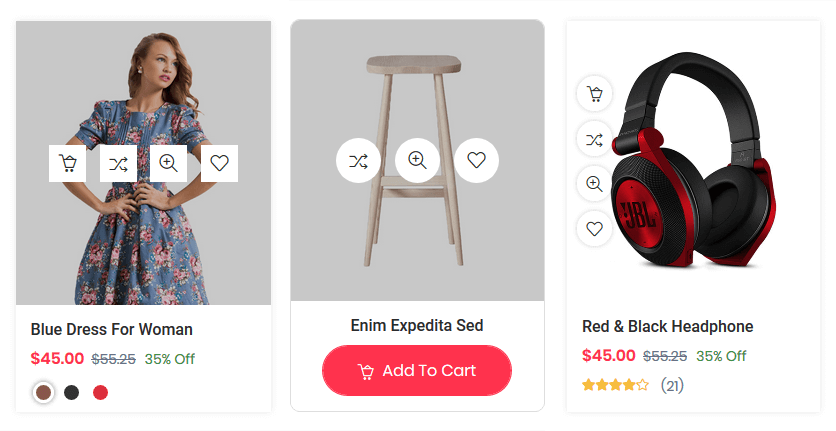 Blue Dress For Woman
$45.00 $55.25 35% Off
Enim Expedita Sed
Add To Cart
JBL
Red & Black Headphone
$45.00 $55.25 35% Off
(21)